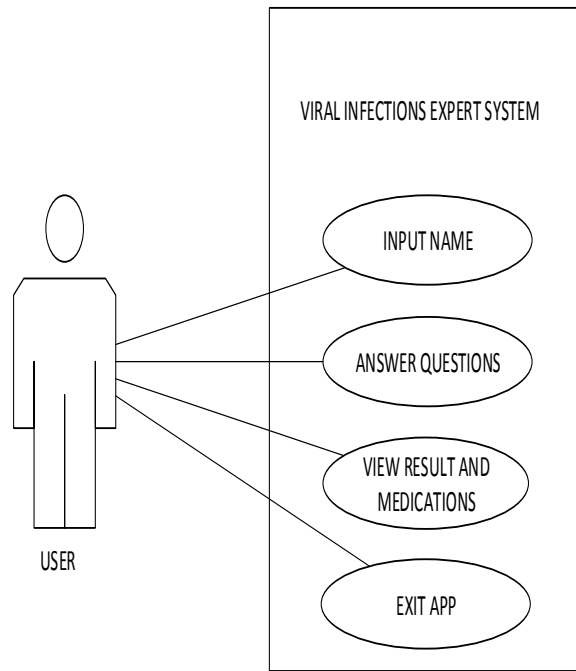 VIRAL INFECTIONS EXPERT SYSTEM
INPUT NAME
ANSWER QUESTIONS
VIEW RESULT AND
MEDICATIONS
EXIT APP
USER